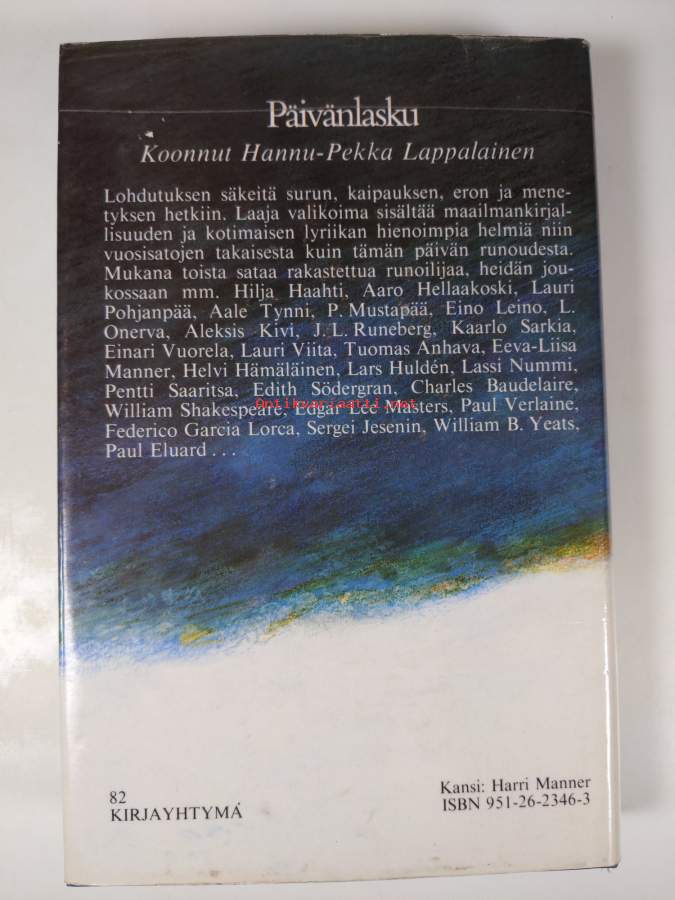 Päivänlasku
Koonnut Hannu-Pekka Lappalainen
Lohdutuksen säkeitä surun, kaipauksen, eron ja mene-
tyksen hetkiin. Laaja valikoima sisältää maailmankirjal-
lisuuden ja kotimaisen lyriikan hienoimpia helmiä niin
vuosisatojen takaisesta kuin tämän päivän runoudesta.
Mukana toista sataa rakastettua runoilijaa, heidän jou-
kossaan mm. Hilja Haahti, Aaro Hellaakoski, Lauri
Pohjanpää, Aale Tynni, P. Mustapää, Eino Leino, L.
Onerva, Aleksis Kivi, J. L. Runeberg, Kaarlo Sarkia,
Einari Vuorela, Lauri Viita, Tuomas Anhava, Eeva-Liisa
Manner, Helvi Hämäläinen, Lars Huldén, Lassi Nummi,
Pentti Saaritsa, Edith Södergran, Charles Baudelaire,
William Shakespeare, Edgar Lee Masters, Paul Verlaine,
Antikvariaatti.net
Federico Garcia Lorca, Sergei Jesenin, William B. Yeats,
Paul Eluard . . .
82
KIRJAYHTYMÄ
Kansi: Harri Manner
ISBN 951-26-2346-3